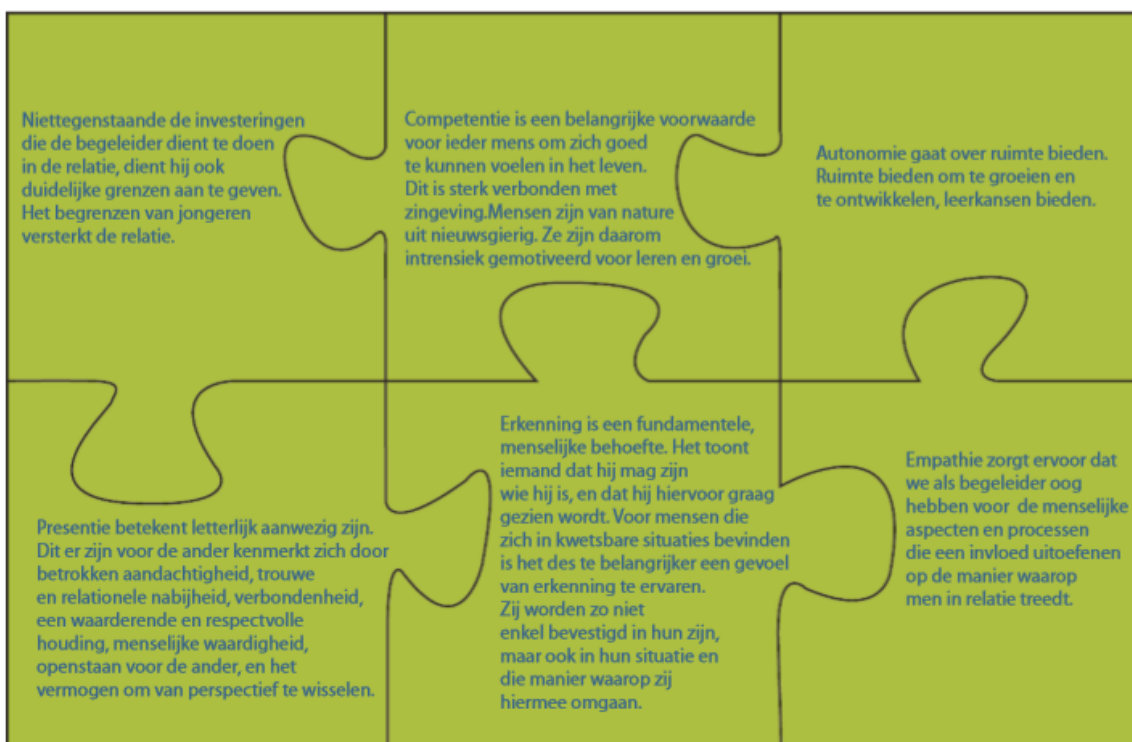 Niettegenstaande de investeringen
die de begeleider dient te doen
in de relatie, dient hij ook
duidelijke grenzen aan te geven.
Het begrenzen van jongeren
versterkt de relatie.
Competentie is een belangrijke voorwaarde
voor ieder mens om zich goed
te kunnen voelen in het leven.
Dit is sterk verbonden met
zingeving.Mensen zijn van nature
uit nieuwsgierig. Ze zijn daarom
intrensiek gemotiveerd voor leren en groei.
Autonomie gaat over ruimte bieden.
Ruimte bieden om te groeien en
te ontwikkelen, leerkansen bieden.
Presentie betekent letterlijk aanwezig zijn.
Dit er zijn voor de ander kenmerkt zich door
betrokken aandachtigheid, trouwe
en relationele nabijheid, verbondenheid,
een waarderende en respectvolle
houding, menselijke waardigheid,
openstaan voor de ander, en het
vermogen om van perspectief te wisselen.
Erkenning is een fundamentele,
menselijke behoefte. Het toont
iemand dat hij mag zijn
wie hij is, en dat hij hiervoor graag
gezien wordt. Voor mensen die
zich in kwetsbare situaties bevinden
is het des te belangrijker een gevoel
van erkenning te ervaren.
Zij worden zo niet
enkel bevestigd in hun zijn,
maar ook in hun situatie en
die manier waarop zij
hiermee omgaan.
Empathie zorgt ervoor dat
we als begeleider oog
hebben voor de menselijke
aspecten en processen
die een invloed uitoefenen
op de manier waarop
men in relatie treedt.